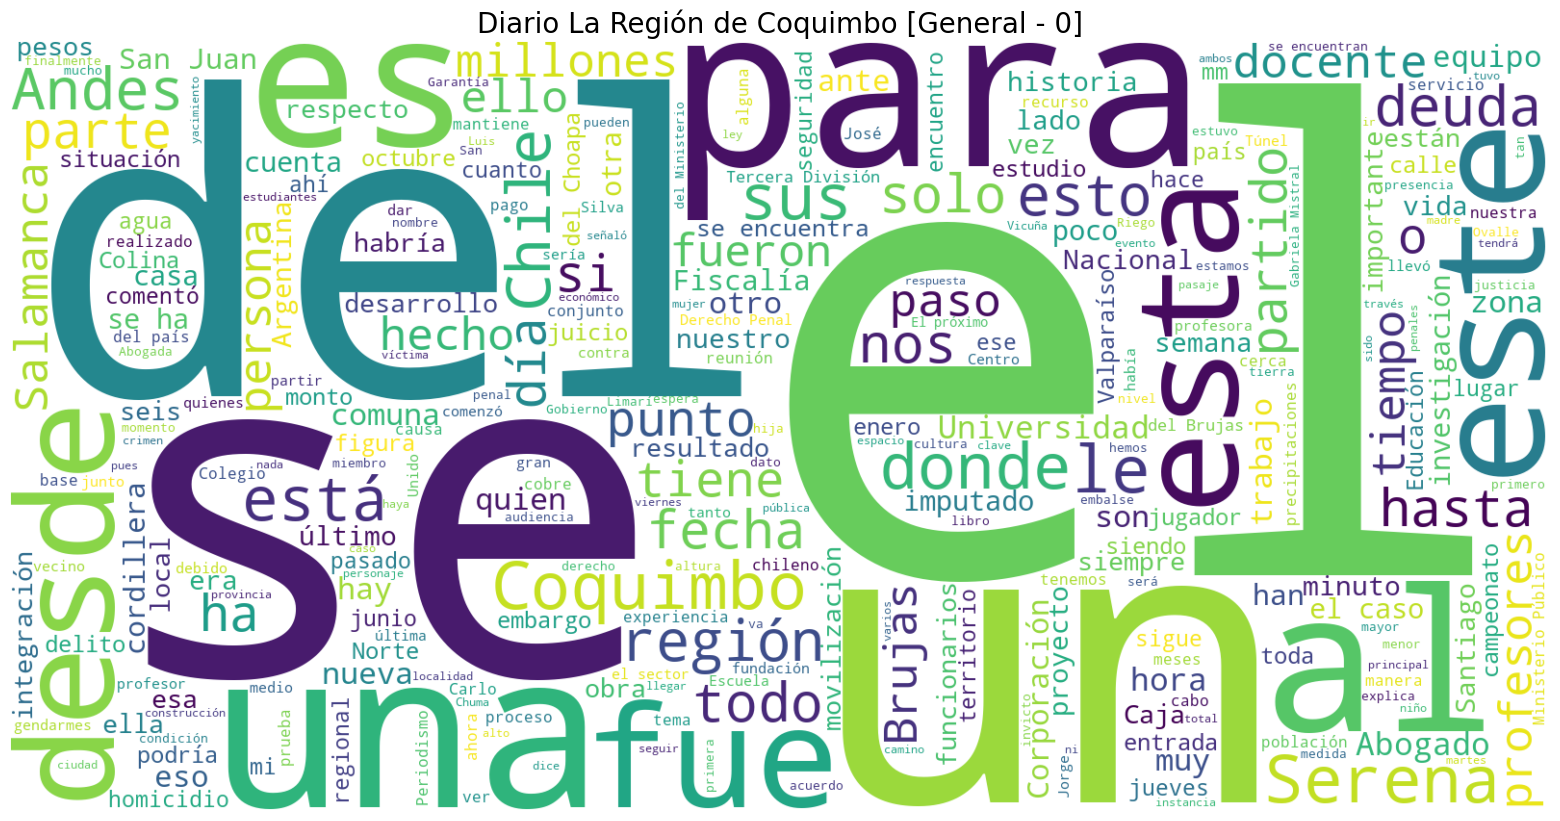 Diario La Región de Coquimbo [General - 0]
pesos
finalmente
mucho
San Juan
Andes
parte
situación
es
respecto
millones
Garantía
ello
mantiene
para
del Ministerio
alguna
ley
seguridad
ante
José
encuentro
historia
recurso
lado
se encuentran
ambos
mm
docente
tuvo
equipo
servicio
deuda
están
calle
país
vez
estudio
hace
estuvo
Túnel
ir
tan
yacimiento
cuenta
ahí
octubre
Luis
San
cuanto
pueden
otra
del Choapa
Silva
señaló
sería
Tercera División
sus
solo
esto
se encuentra
poco
Vicuña
Riego
evento
estamos
Nacional
partido
Gabriela Mistral
importante
presencia
vida
nuestra
madre
Ovalle
tendrá
o
llevó
este
Salamanca
agua
realizado
Colina
casa
comentó
se ha
del país
Abogada
persona
estudiantes
Argentina
dar
nombre
habría
pago
díachile
desarrollo
hecho
víctima
del
si
económico
conjunto
juicio
contra
fueron
Fiscalía
otro
mujer
Derecho Penal
nuestro
reunión
respuesta
paso
El próximo
nos
ese
Centro
Valparaíso
había
esta
pasaje
profesora
semana
cerca
tierra
sido
través
tiempo
penales
justicia
zona
investigación
lugar
Educación
partir
monto
seis
quienes
comuna
causa
penal
comenzó
Gobierno
Limarí
espera
punto
resultado
hija
dato
enero
espacio
Universidad
cultura
clave
nivel
del Brujas
hemos
trabajo
precipitaciones
primero
momento
crimen
pues
base
junto
desde
figura
Colegio
nada
miembro
Unido
haya
se
gran
cobre
quien
audiencia
tiene
viernes
tanto
pública
fecha
donde
imputado
libro
le
embalse
son
jugador
el
hasta
cordillera
local
está
último
pasado
caso
personaje
debido
era
provincia
ha
hay
junio
última
Norte
Coquimbo
derecho
altura
chileno
embargo
experiencia
va
siendo
siempre
tenemos
será
minuto
han
el caso
campeonato
mayor
menor
integración
vecino
delito
profesor
gendarmes
esa
ella
medio
construcción
condición
podría
eso
ciudad
homicidio
nueva
localidad
región
el sector
fundación
Escuela
movilización
varios
Brujas
funcionarios
territorio
invicto
Corporación
proyecto
sigue
meses
hora
cabo
Caja
total
toda
al
Santiago
principal
manera
explica
niño
Ministerio Público
profesores
una
mi
prueba
regional
Periodismo
Carlo
Chuma
proceso
ahora
alto
dice
seguir
ver
fue
obra
llegar
tema
primera
todo
acuerdo
camino
un
Jorge
ni
entrada
muy
jueves
instancia
población
medida
Abogado
martes
Serena